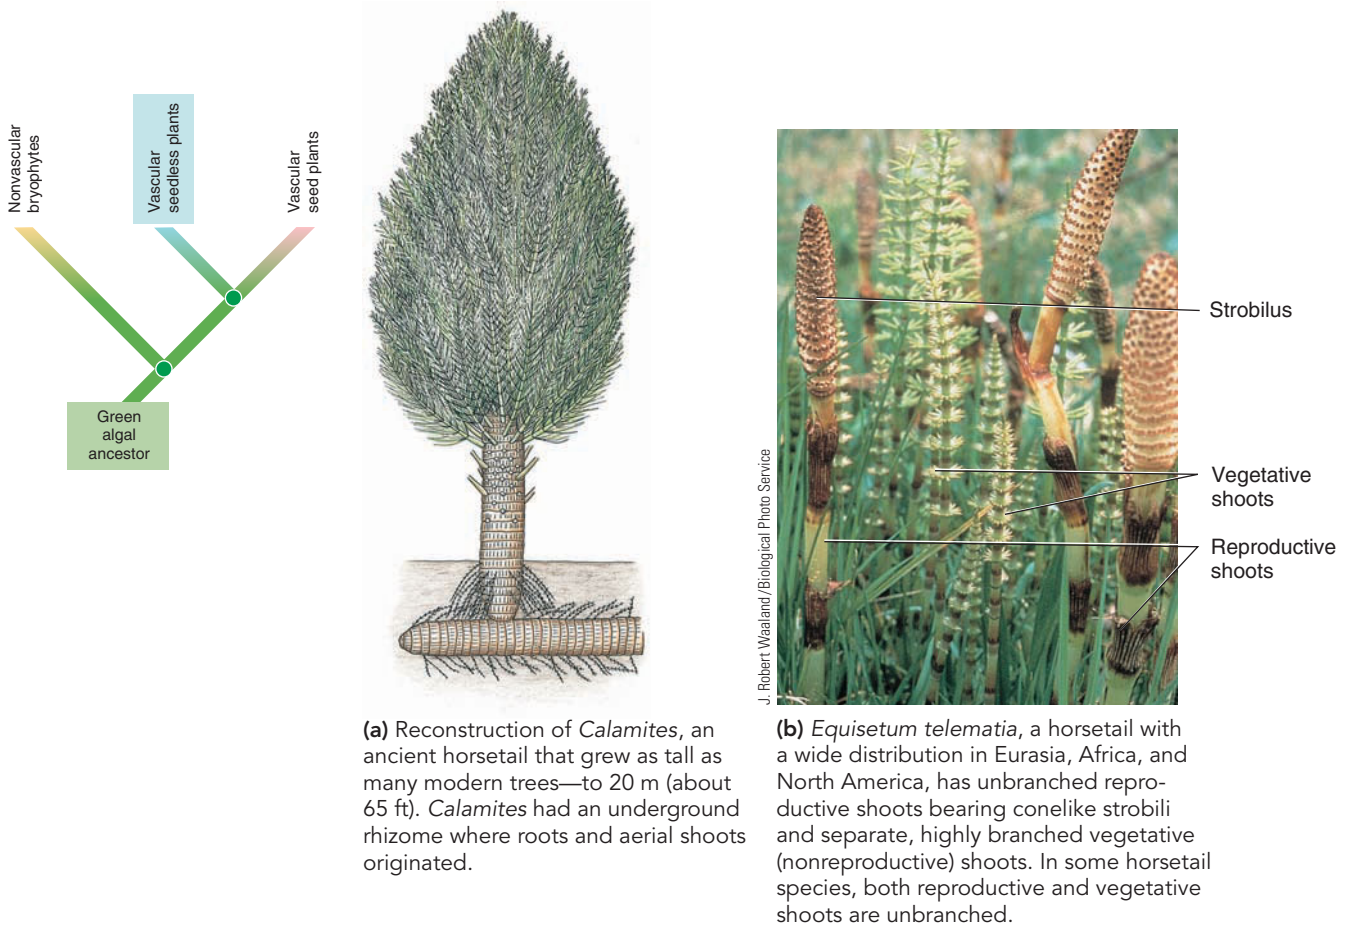 Nonvascular
bryophytes
Vascular
seedless plants
Vascular
seed plants
Green
algal
ancestor
(a) Reconstruction of Calamites, an
ancient horsetail that grew as tall as
many modern trees—to 20 m (about
65 ft). Calamites had an underground
rhizome where roots and aerial shoots
originated.
J. Robert Waaland/Biological Photo Service
Strobilus
Vegetative
shoots
Reproductive
shoots
(b) Equisetum telematia, a horsetail with
a wide distribution in Eurasia, Africa, and
North America, has unbranched repro-
ductive shoots bearing conelike strobili
and separate, highly branched vegetative
(nonreproductive) shoots. In some horsetail
species, both reproductive and vegetative
shoots are unbranched.